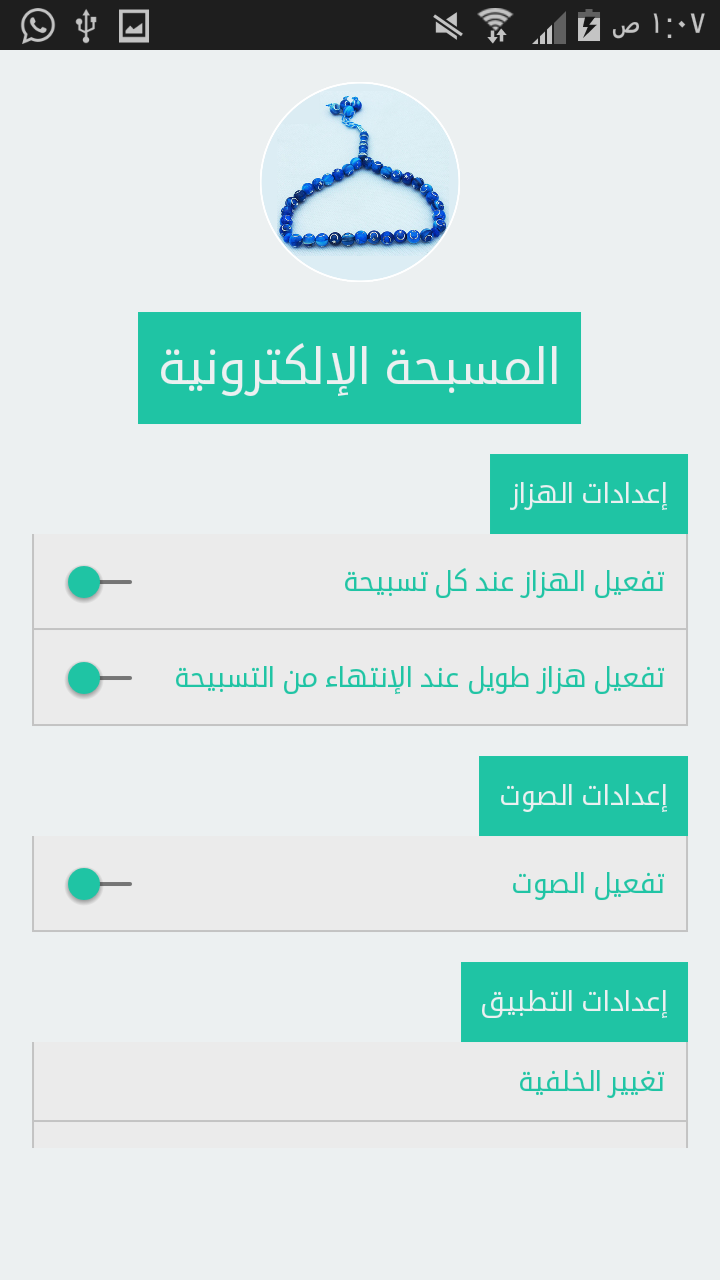 ١:٠٧ ص
المسبحة الإلكترونية
إعدادات الهزاز
تفعيل الهزاز عند كل تسبيحة
تفعيل هزاز طويل عند الإنتهاء من التسبيحة
إعدادات الصوت
تفعيل الصوت
إعدادات التطبيق
تغيير الخلفية